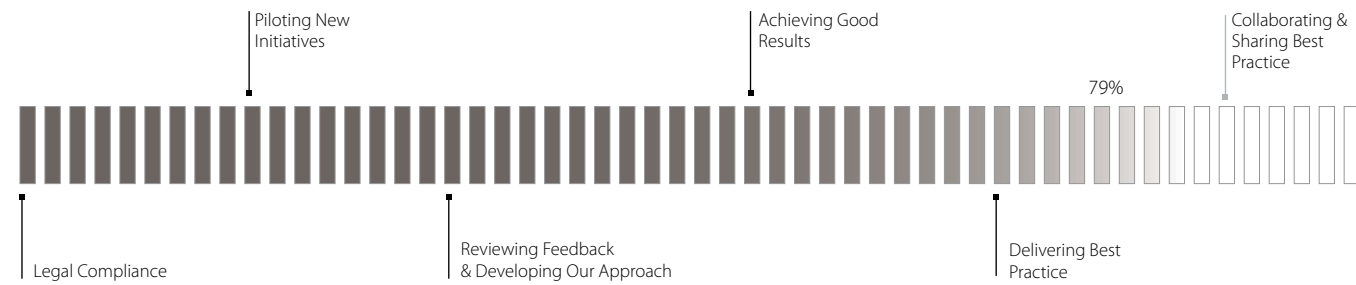 Piloting New
Initiatives
Achieving Good
Results
Collaborating &
Sharing Best
Practice
79%
Legal Compliance
Reviewing Feedback
& Developing Our Approach
Delivering Best
Practice